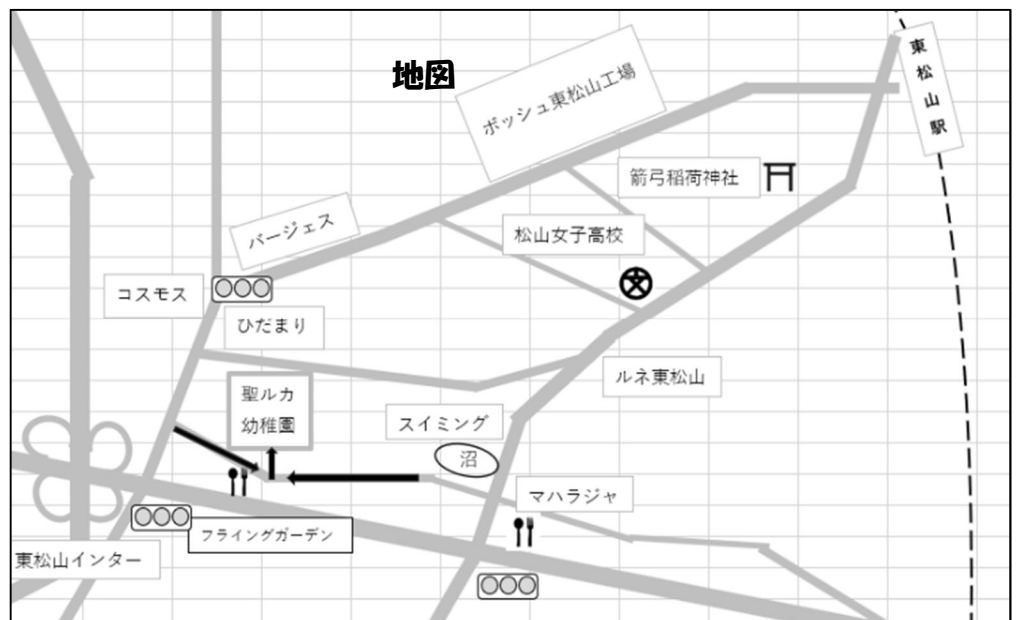 地図
東松山駅
ボッシュ東松山工場
箭弓稲荷神社
バージェス
松山女子高校
コスモス
ひだまり
ルネ東松山
聖ルカ
幼稚園
スイミング
沼
マハラジャ
フライングガーデン
東松山インター